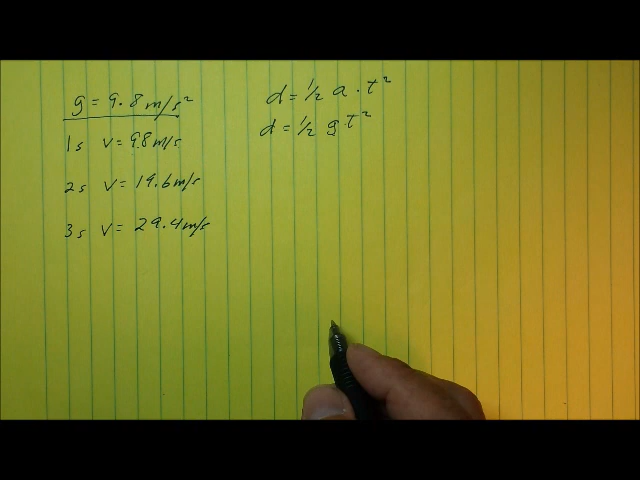 g = 9.8 m/s²
1s v = 9.8 m/s
2s v = 19.6 m/s
3s v = 29.4 m/s
d = 1/2 a · t²
d = 1/2 g · t²